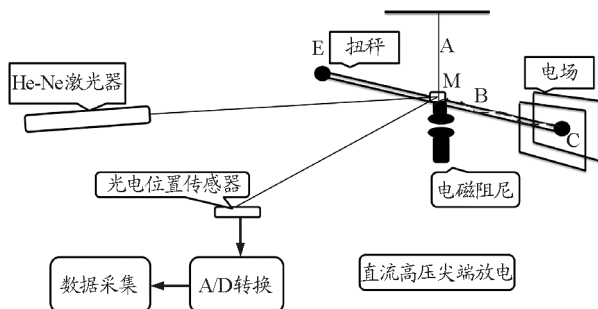 E
扭秤
A
He-Ne激光器
M
电场
B
C
光电位置传感器
电磁阻尼
数据采集
A/D转换
直流高压尖端放电